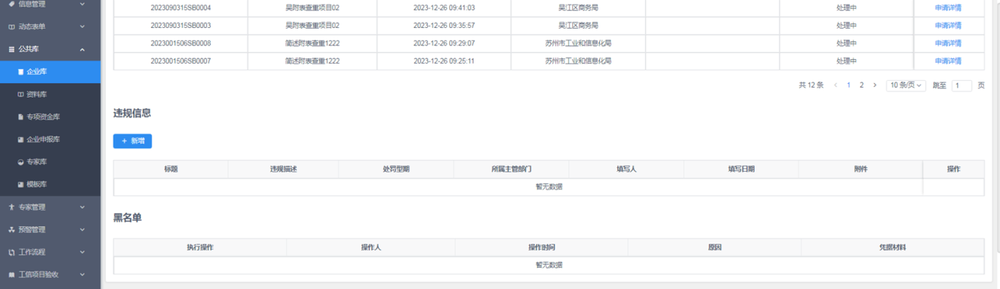 信息管理
动态表单
公共库
企业库
资料库
专项资金库
企业申报库
专家库
模板库
专家管理
预警管理
工作流程
工信项目验收
2023090315SB0004 吴附表查重项目02 2023-12-26 09:41:03 吴江区商务局 处理中 申请详情
2023090315SB0003 吴附表查重项目02 2023-12-26 09:35:57 吴江区商务局 处理中 申请详情
2023001506SB0008 简述附表查重1222 2023-12-26 09:29:07 苏州市工业和信息化局 处理中 申请详情
2023001506SB0007 简述附表查重1222 2023-12-26 09:25:11 苏州市工业和信息化局 处理中 申请详情
共 12 条 < 1 2 > 10 条/页 跳至 1 页
违规信息
+ 新增
标题 违规描述 处罚型期 所属主管部门 填写人 填写日期 附件 操作
暂无数据
黑名单
执行操作 操作人 操作时间 原因 凭据材料
暂无数据